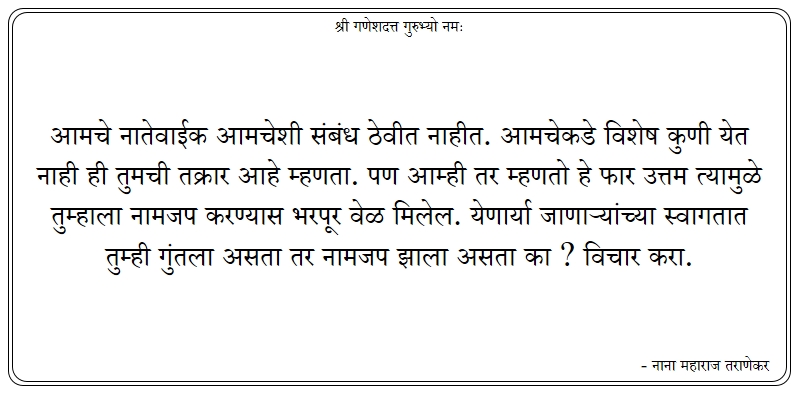 श्री गणेशदत्त गुरुभ्यो नमः
आमचे नातेवाईक आमचेशी संबंध ठेवीत नाहीत. आमचेकडे विशेष कुणी येत
नाही ही तुमची तक्रार आहे म्हणता. पण आम्ही तर म्हणतो हे फार उत्तम त्यामुळे
तुम्हाला नामजप करण्यास भरपूर वेळ मिलेल. येणार्या जाणाऱ्यांच्या स्वागतात
तुम्ही गुंतला असता तर नामजप झाला असता का ? विचार करा.
- नाना महाराज तराणेकर